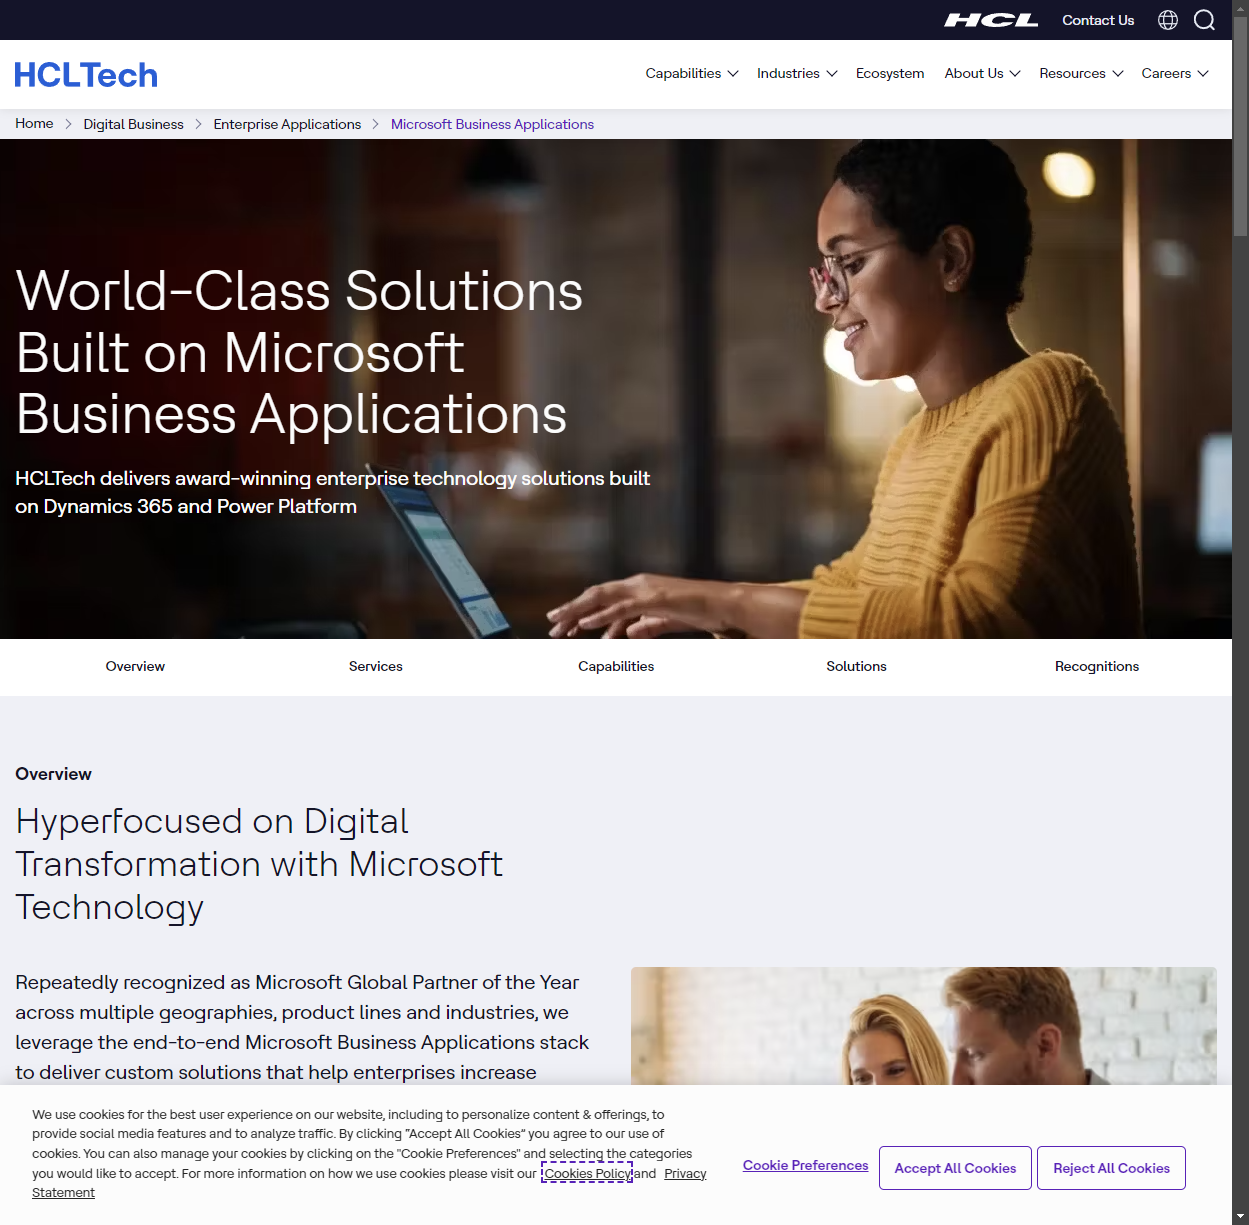 HCL Contact Us
HCLTech
Capabilities Industries Ecosystem About Us Resources Careers
Home Digital Business Enterprise Applications Microsoft Business Applications
World-Class Solutions
Built on Microsoft
Business Applications
HCLTech delivers award-winning enterprise technology solutions built
on Dynamics 365 and Power Platform
Overview Services Capabilities Solutions Recognitions
Overview
Hyperfocused on Digital
Transformation with Microsoft
Technology
Repeatedly recognized as Microsoft Global Partner of the Year
across multiple geographies, product lines and industries, we
leverage the end-to-end Microsoft Business Applications stack
to deliver custom solutions that help enterprises increase
We use cookies for the best user experience on our website, including to personalize content & offerings, to
provide social media features and to analyze traffic. By clicking “Accept All Cookies” you agree to our use of
cookies. You can also manage your cookies by clicking on the "Cookie Preferences" and selecting the categories
you would like to accept. For more information on how we use cookies please visit our Cookies Policy and Privacy
Statement
Cookie Preferences Accept All Cookies Reject All Cookies